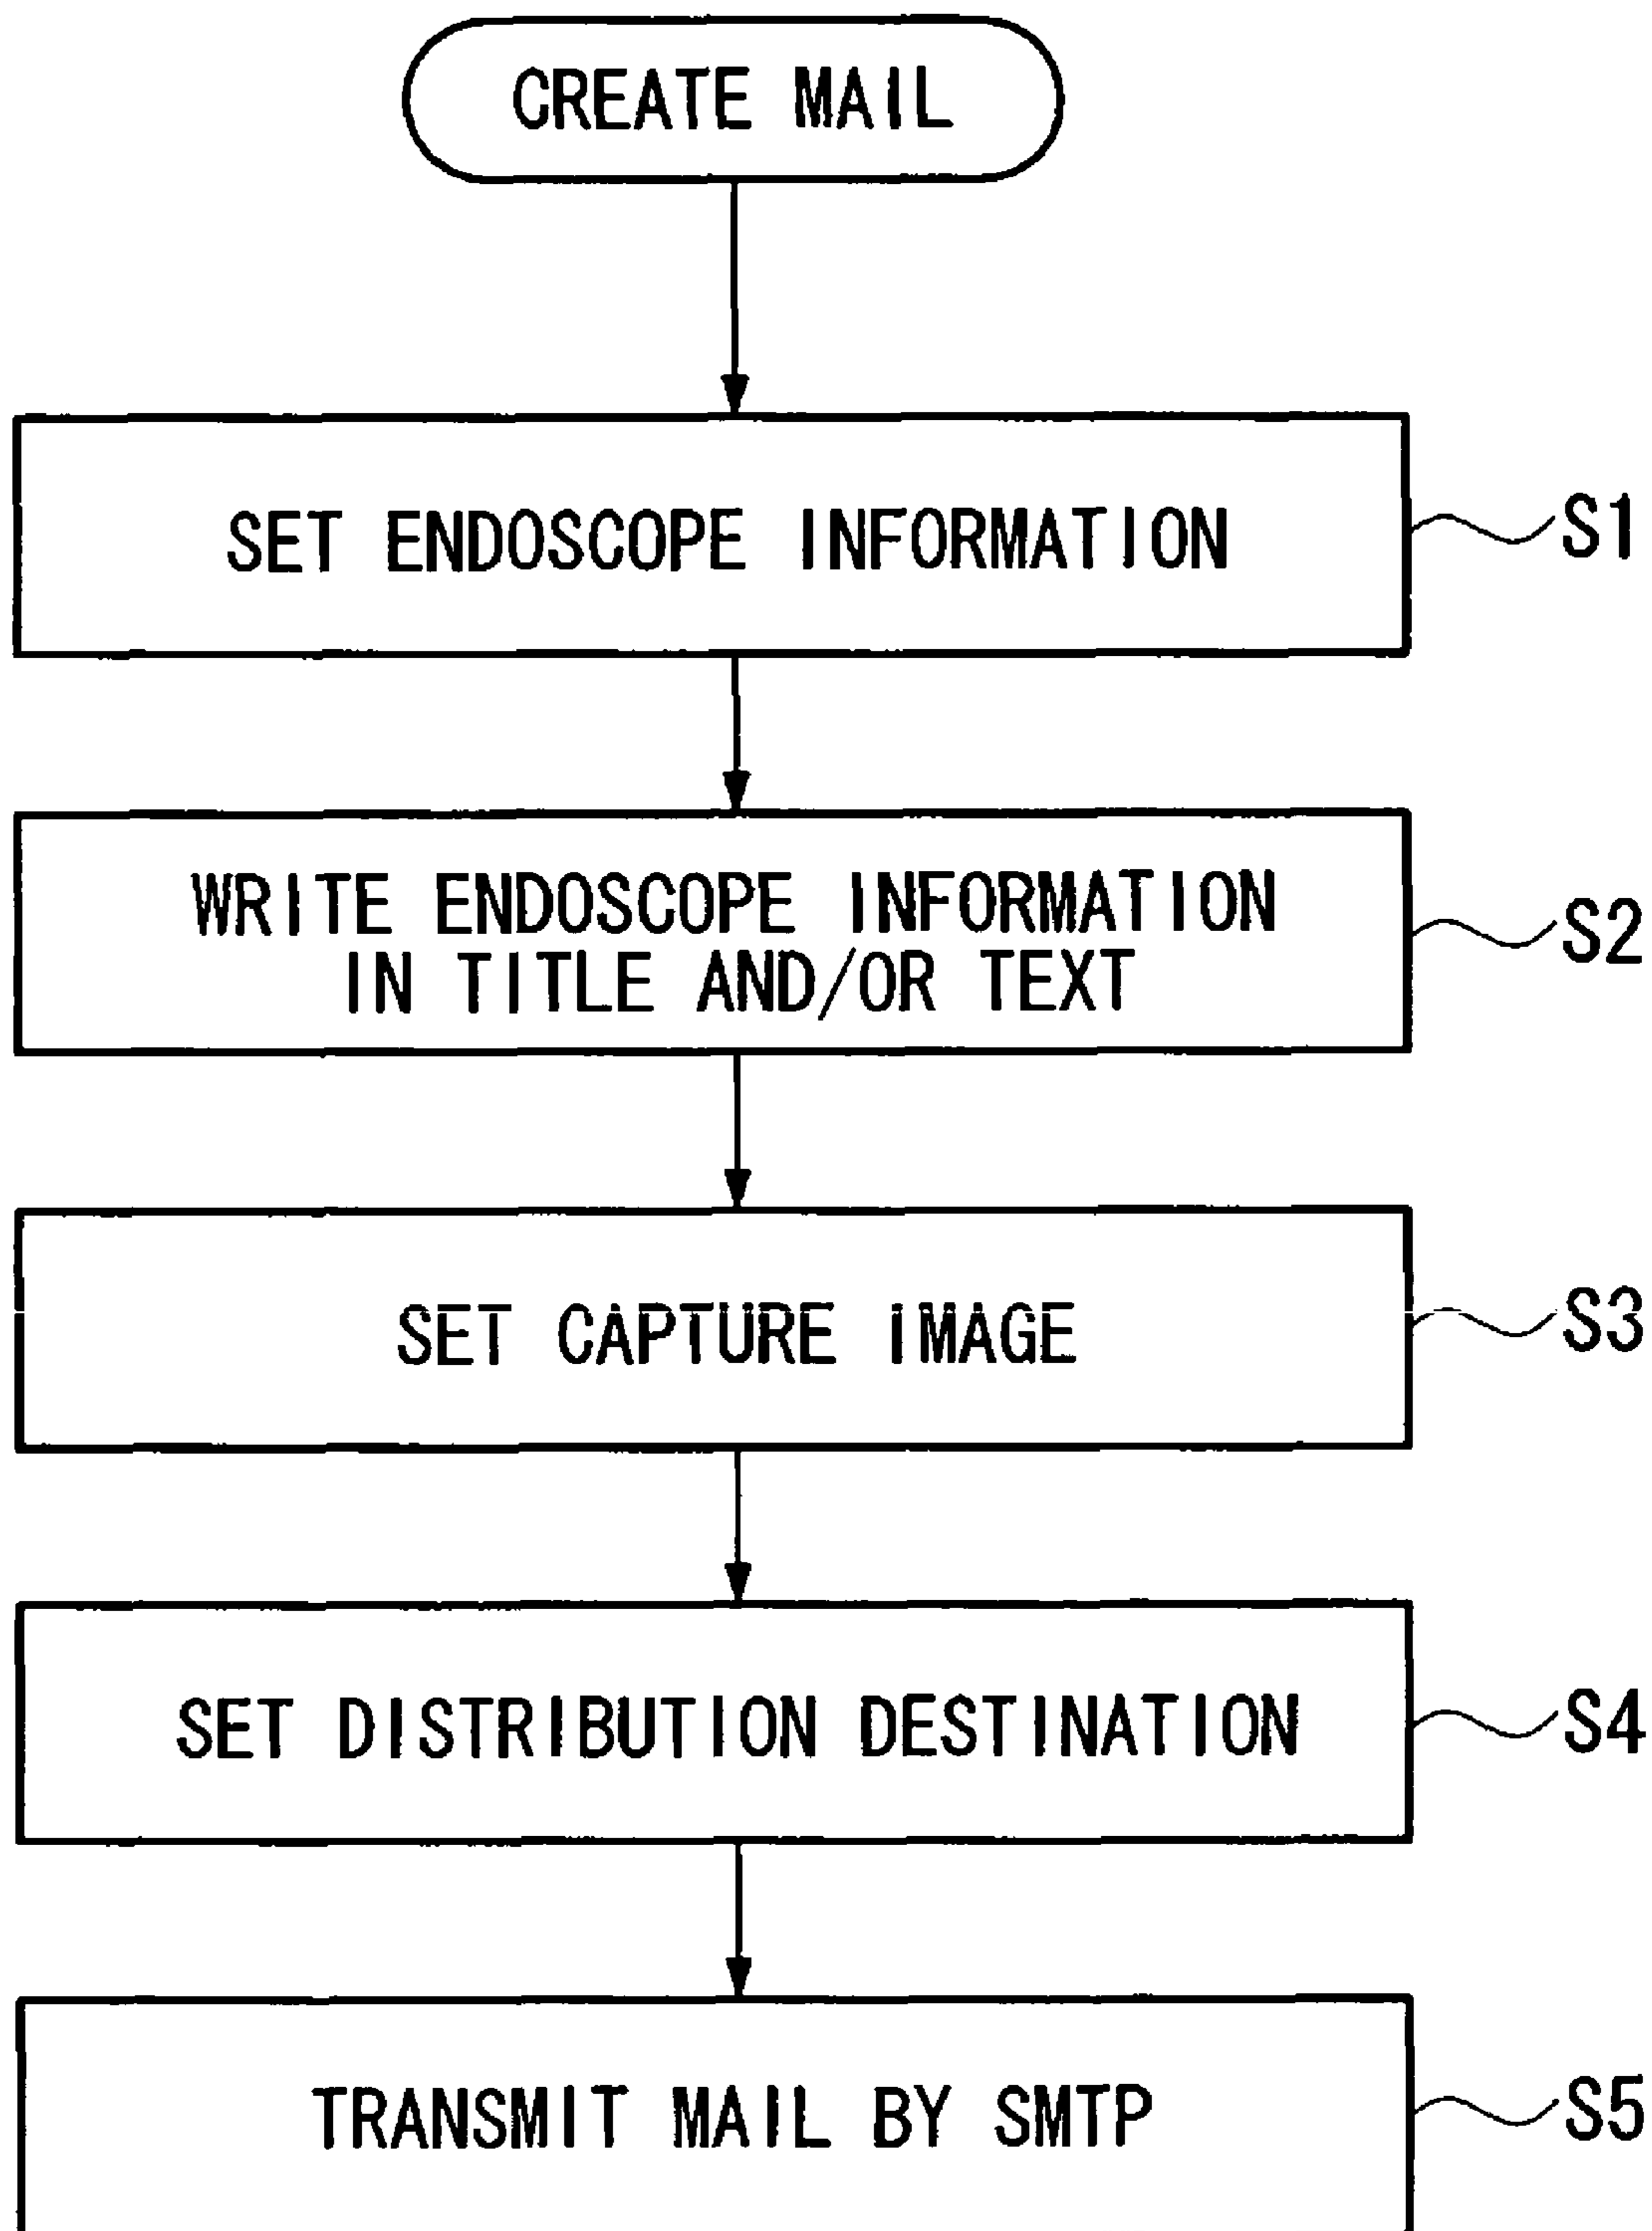 CREATE MAIL
SET ENDOSCOPE INFORMATION
S1
WRITE ENDOSCOPE INFORMATION
IN TITLE AND/OR TEXT
S2
SET CAPTURE IMAGE
S3
SET DISTRIBUTION DESTINATION
S4
TRANSMIT MAIL BY SMTP
S5